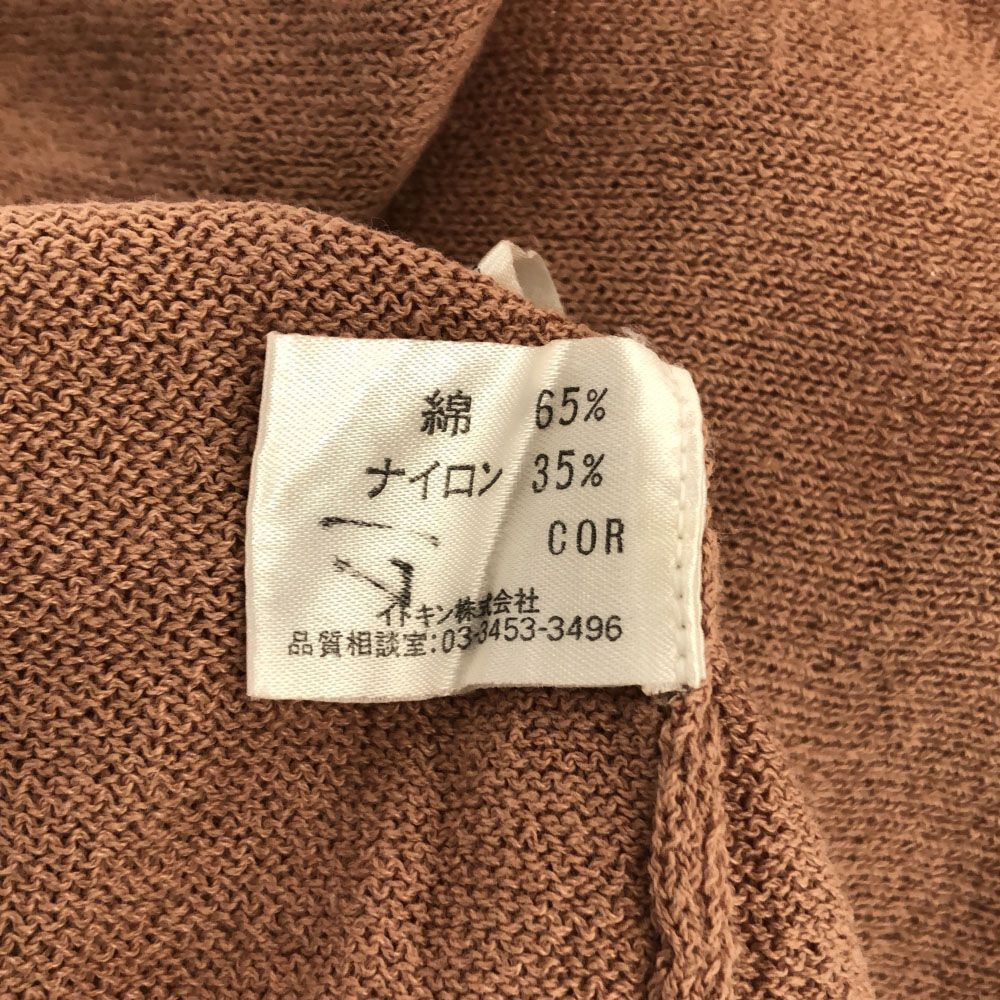 綿 65%
ナイロン 35%
COR
イトキン株式会社
品質相談室:03-3453-3496